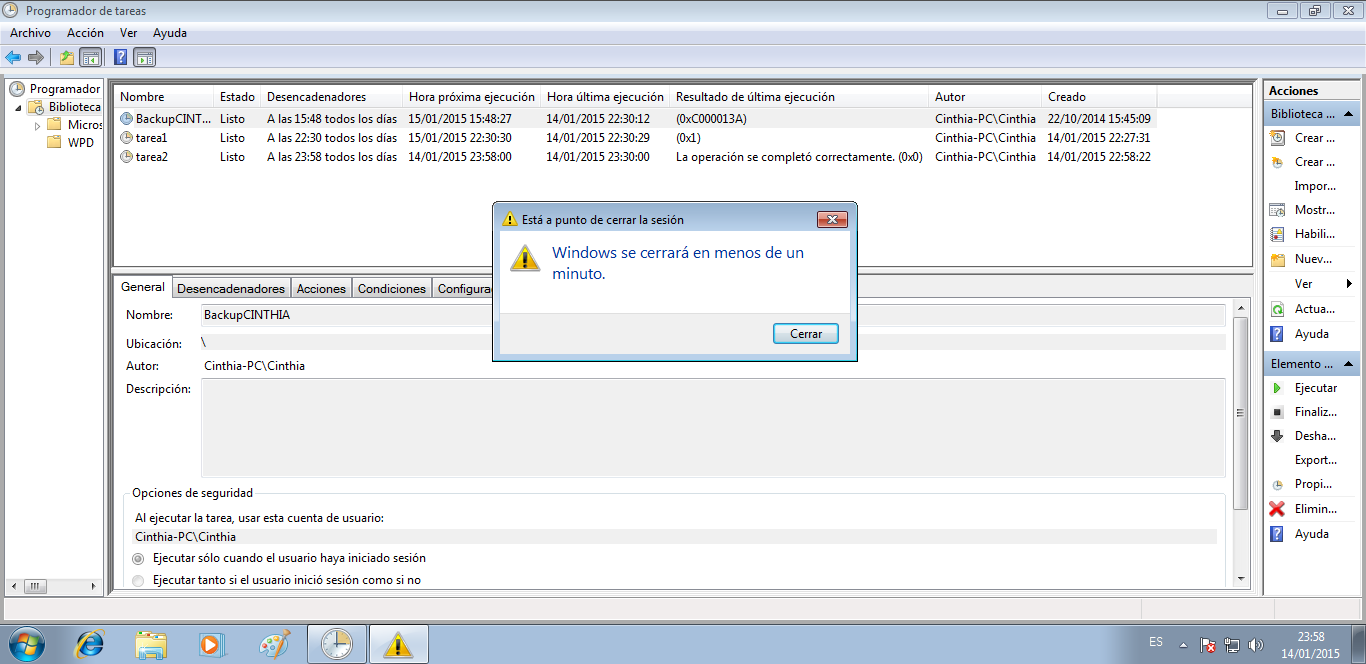 Programador de tareas
Archivo Acción Ver Ayuda
Programador
Biblioteca
Micros
WPD
Nombre Estado Desencadenadores Hora próxima ejecución Hora última ejecución Resultado de última ejecución Autor Creado
BackupCINT... Listo A las 15:48 todos los días 15/01/2015 15:48:27 14/01/2015 22:30:12 (0xC000013A) Cinthia-PC\Cinthia 22/10/2014 15:45:09
tarea1 Listo A las 22:30 todos los días 15/01/2015 22:30:30 14/01/2015 22:30:29 (0x1) Cinthia-PC\Cinthia 14/01/2015 22:27:31
tarea2 Listo A las 23:58 todos los días 14/01/2015 23:58:00 14/01/2015 23:30:00 La operación se completó correctamente. (0x0) Cinthia-PC\Cinthia 14/01/2015 22:58:22
Está a punto de cerrar la sesión
Windows se cerrará en menos de un
minuto.
Cerrar
General Desencadenadores Acciones Condiciones Configura
Nombre: BackupCINTHIA
Ubicación: \
Autor: Cinthia-PC\Cinthia
Descripción:
Opciones de seguridad
Al ejecutar la tarea, usar esta cuenta de usuario:
Cinthia-PC\Cinthia
Ejecutar sólo cuando el usuario haya iniciado sesión
Ejecutar tanto si el usuario inició sesión como si no
Acciones
Biblioteca ...
Crear ...
Crear ...
Impor...
Mostr...
Habili...
Nuev...
Ver
Actua...
Ayuda
Elemento ...
Ejecutar
Finaliz...
Desha...
Export...
Propi...
Elimin...
Ayuda
ES
23:58
14/01/2015